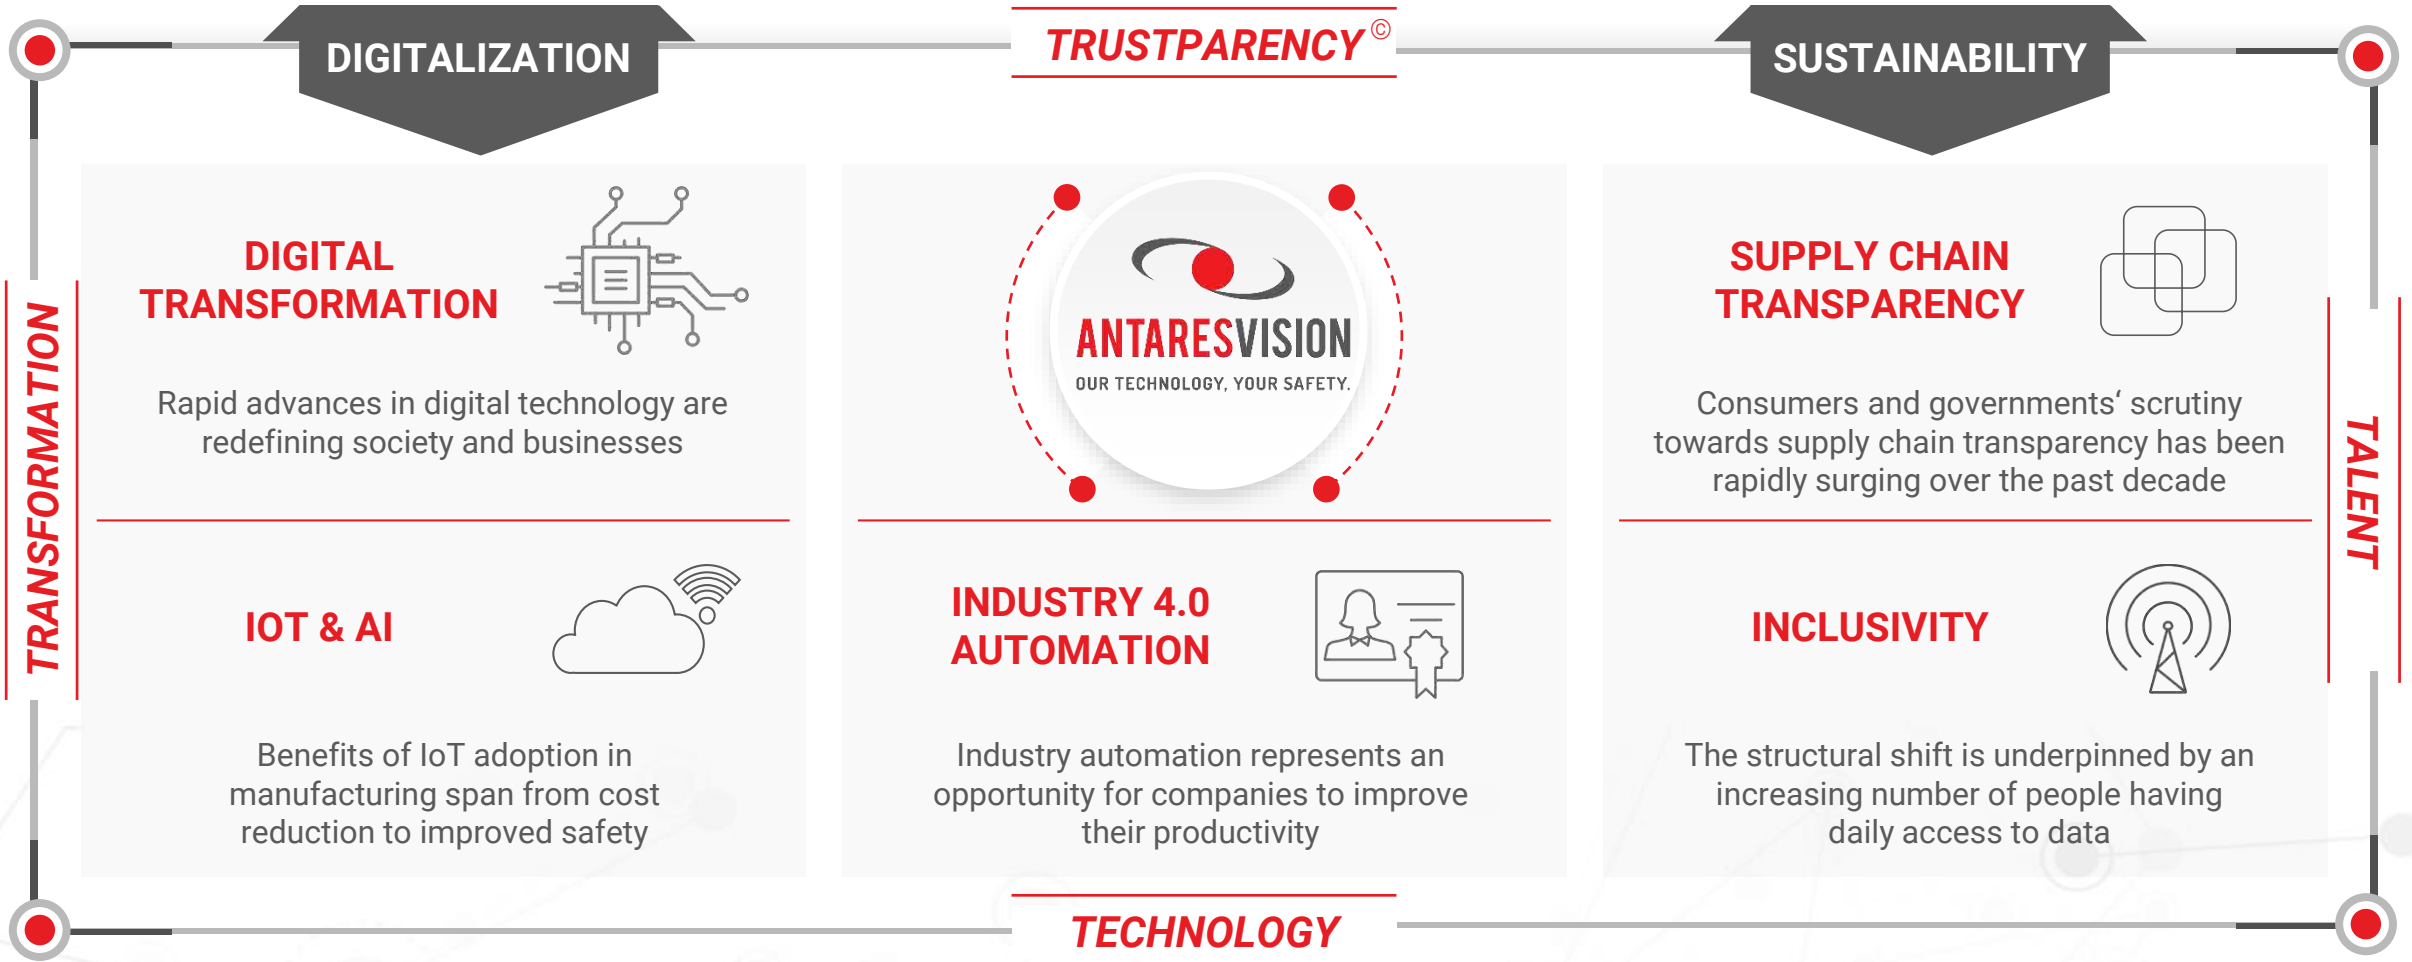 DIGITALIZATION
TRUSTPARENCY ©
SUSTAINABILITY
TRANSFORMATION
DIGITAL
TRANSFORMATION
Rapid advances in digital technology are
redefining society and businesses
IOT & AI
Benefits of IoT adoption in
manufacturing span from cost
reduction to improved safety
ANTARESVISION
OUR TECHNOLOGY, YOUR SAFETY.
INDUSTRY 4.0
AUTOMATION
Industry automation represents an
opportunity for companies to improve
their productivity
SUPPLY CHAIN
TRANSPARENCY
Consumers and governments‘ scrutiny
towards supply chain transparency has been
rapidly surging over the past decade
INCLUSIVITY
The structural shift is underpinned by an
increasing number of people having
daily access to data
TALENT
TECHNOLOGY